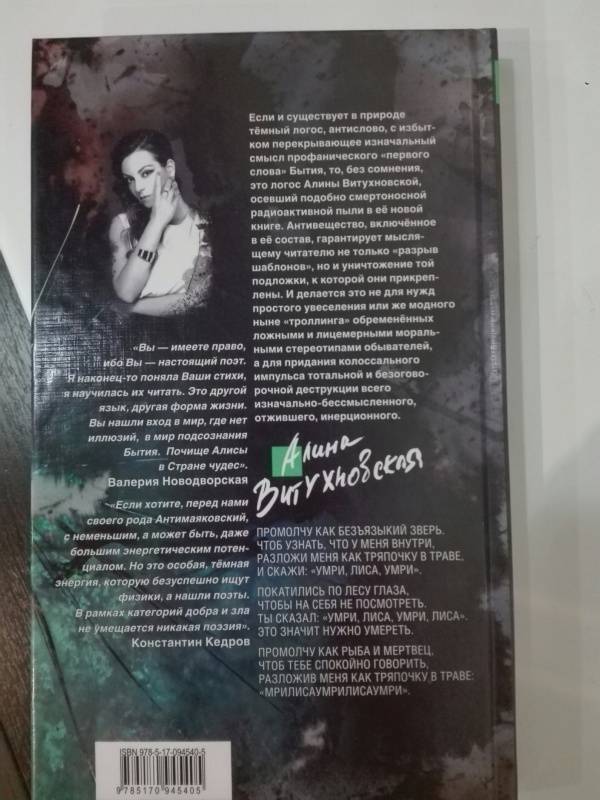 Если и существует в природе
тёмный логос, антислово, с избыт-
ком перекрывающее изначальный
смысл профанического «первого
слова» Бытия, то, без сомнения,
это логос Алины Витухновской,
осевший подобно смертоносной
радиоактивной пыли в её новой
книге. Антивещество, включённое
в её состав, гарантирует мысля-
щему читателю не только «разрыв
шаблонов», но и уничтожение той
подложки, к которой они прикреп-
лены. И делается это не для нужд
простого увеселения или же модного
ныне «троллинга» обременённых
ложными и лицемерными мораль-
ными стереотипами обывателей,
а для придания колоссального
импульса тотальной и безогово-
рочной деструкции всего
изначально-бессмысленного,
отжившего, инерционного.
«Вы — имеете право,
ибо Вы — настоящий поэт.
Я наконец-то поняла Ваши стихи,
я научилась их читать. Это другой
язык, другая форма жизни.
Вы нашли вход в мир, где нет
иллюзий, в мир подсознания
Бытия. Почище Алисы
в Стране чудес».
Валерия Новодворская
«Если хотите, перед нами
своего рода Антимаяковский,
с неменьшим, а может быть, даже
большим энергетическим потен-
циалом. Но это особая, тёмная
энергия, которую безуспешно ищут
физики, а нашли поэты.
В рамках категорий добра и зла
не умещается никакая поэзия».
Константин Кедров
Алина
Витухновская
ПРОМОЛЧУ КАК БЕЗЪЯЗЫКИЙ ЗВЕРЬ.
ЧТОБ УЗНАТЬ, ЧТО У МЕНЯ ВНУТРИ,
РАЗЛОЖИ МЕНЯ КАК ТРЯПОЧКУ В ТРАВЕ,
И СКАЖИ: «УМРИ, ЛИСА, УМРИ».
ПОКАТИЛИСЬ ПО ЛЕСУ ГЛАЗА,
ЧТОБЫ НА СЕБЯ НЕ ПОСМОТРЕТЬ.
ТЫ СКАЗАЛ: «УМРИ, ЛИСА, УМРИ, ЛИСА».
ЭТО ЗНАЧИТ НУЖНО УМЕРЕТЬ.
ПРОМОЛЧУ КАК РЫБА И МЕРТВЕЦ,
ЧТОБ ТЕБЕ СПОКОЙНО ГОВОРИТЬ,
РАЗЛОЖИВ МЕНЯ КАК ТРЯПОЧКУ В ТРАВЕ:
«МРИЛИСАУМРИЛИСАУМРИ».
ISBN 978-5-17-094540-5
9 785170 945405